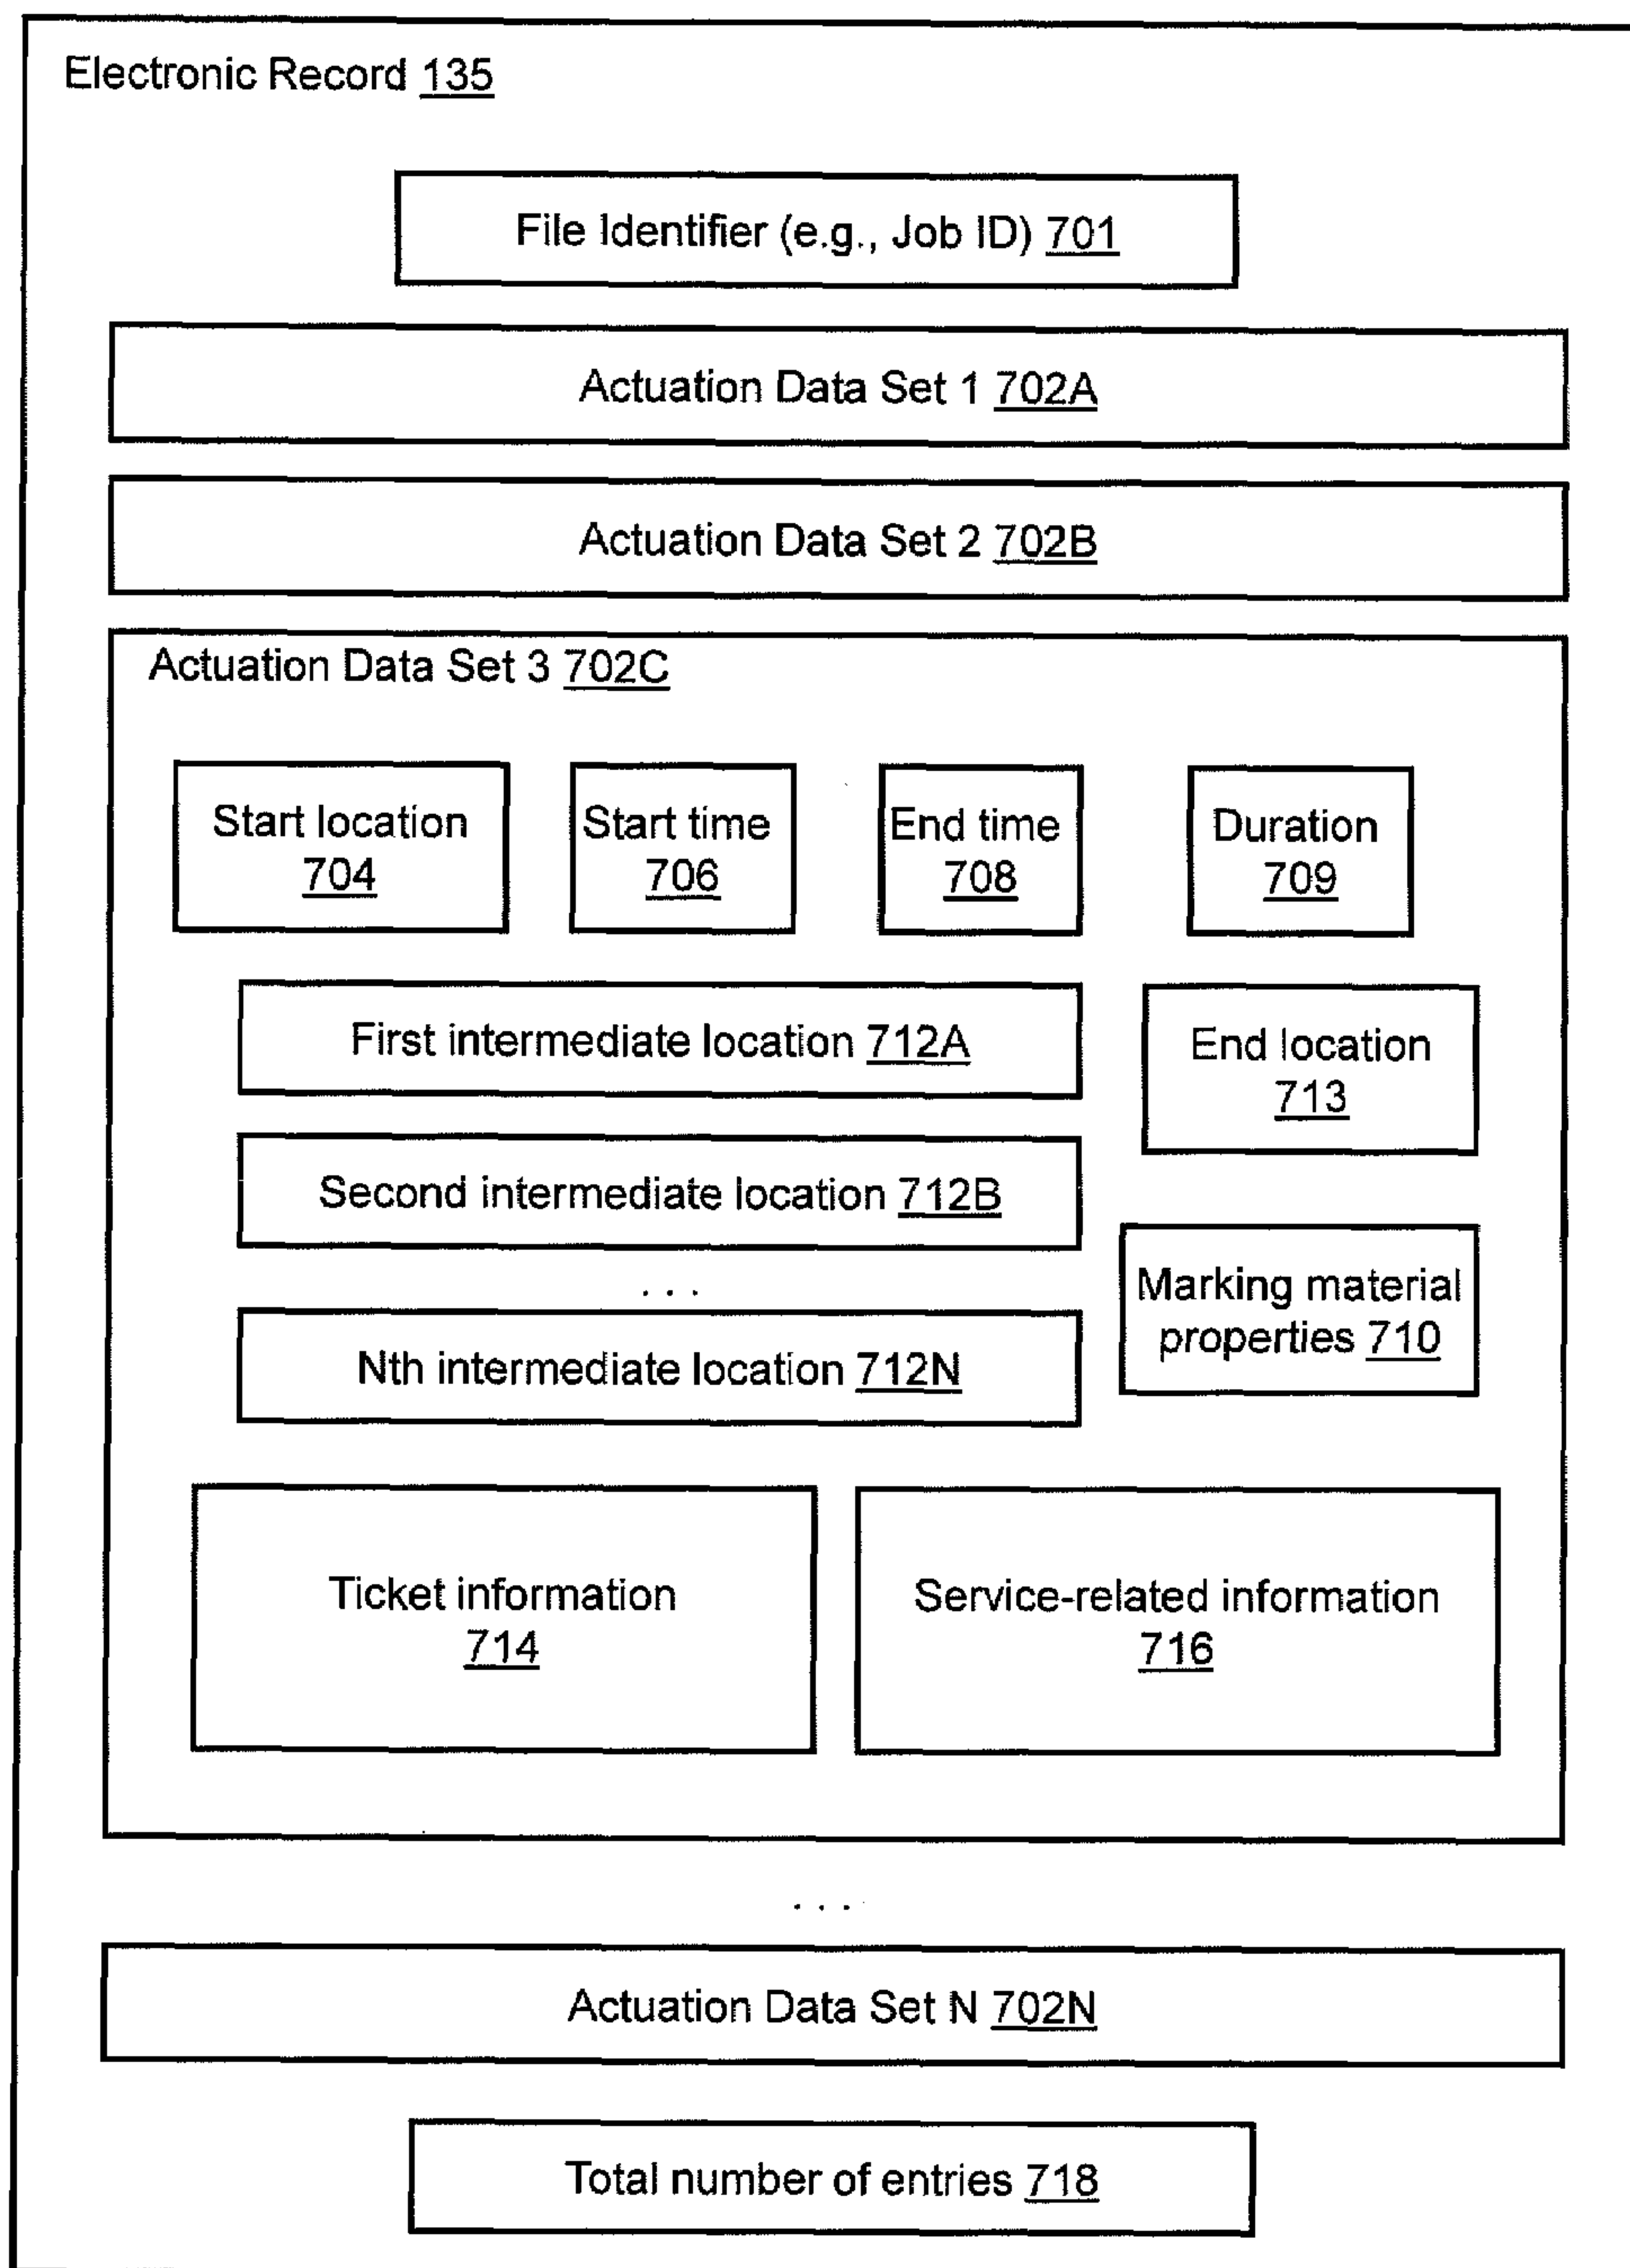 Electronic Record 135
File Identifier (e.g., Job ID) 701
Actuation Data Set 1 702A
Actuation Data Set 2 702B
Actuation Data Set 3 702C
Start location
704
Start time
706
End time
708
Duration
709
First intermediate location 712A
End location
713
Second intermediate location 712B
. . .
Marking material
properties 710
Nth intermediate location 712N
Ticket information
714
Service-related information
716
. . .
Actuation Data Set N 702N
Total number of entries 718